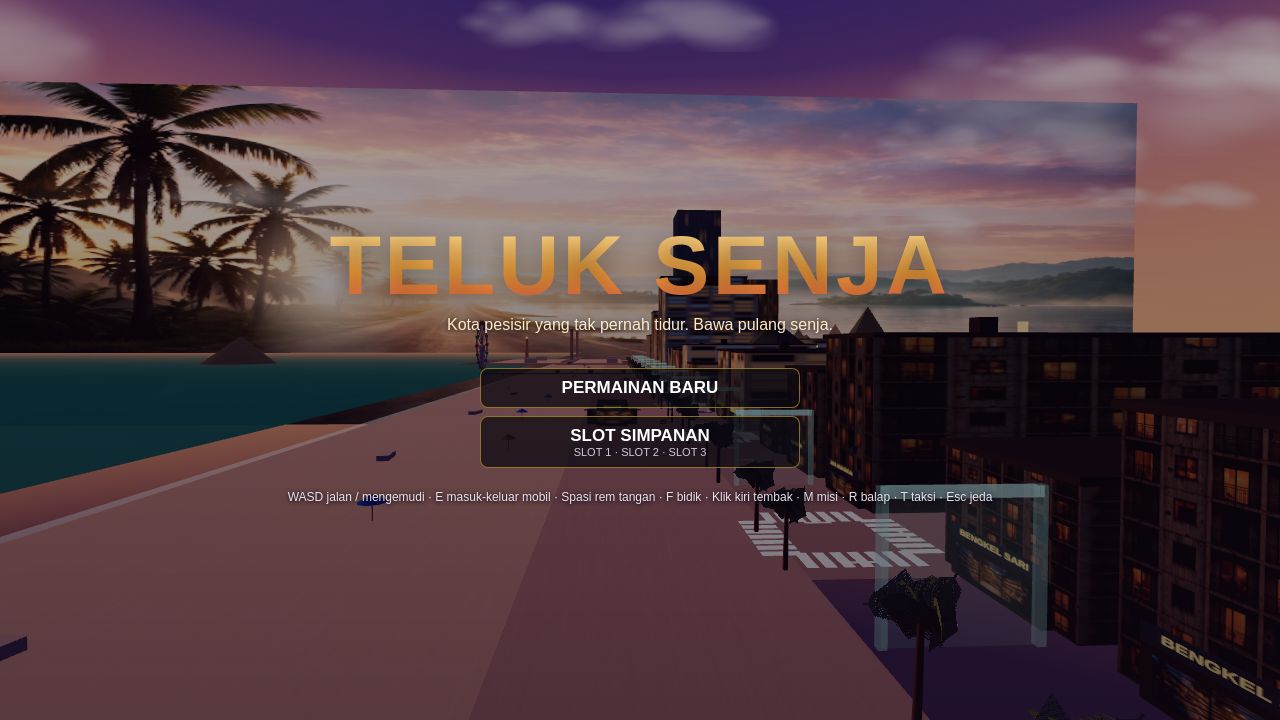 TELUK SENJA
Kota pesisir yang tak pernah tidur. Bawa pulang senja.
PERMAINAN BARU
SLOT SIMPANAN
SLOT 1 · SLOT 2 · SLOT 3
WASD jalan / mengemudi · E masuk-keluar mobil · Spasi rem tangan · F bidik · Klik kiri tembak · M misi · R balap · T taksi · Esc jeda
BENGKEL SARI
BENGKEL